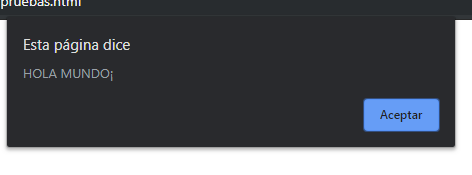 pruebas.html
Esta página dice
HOLA MUNDO¡
Aceptar